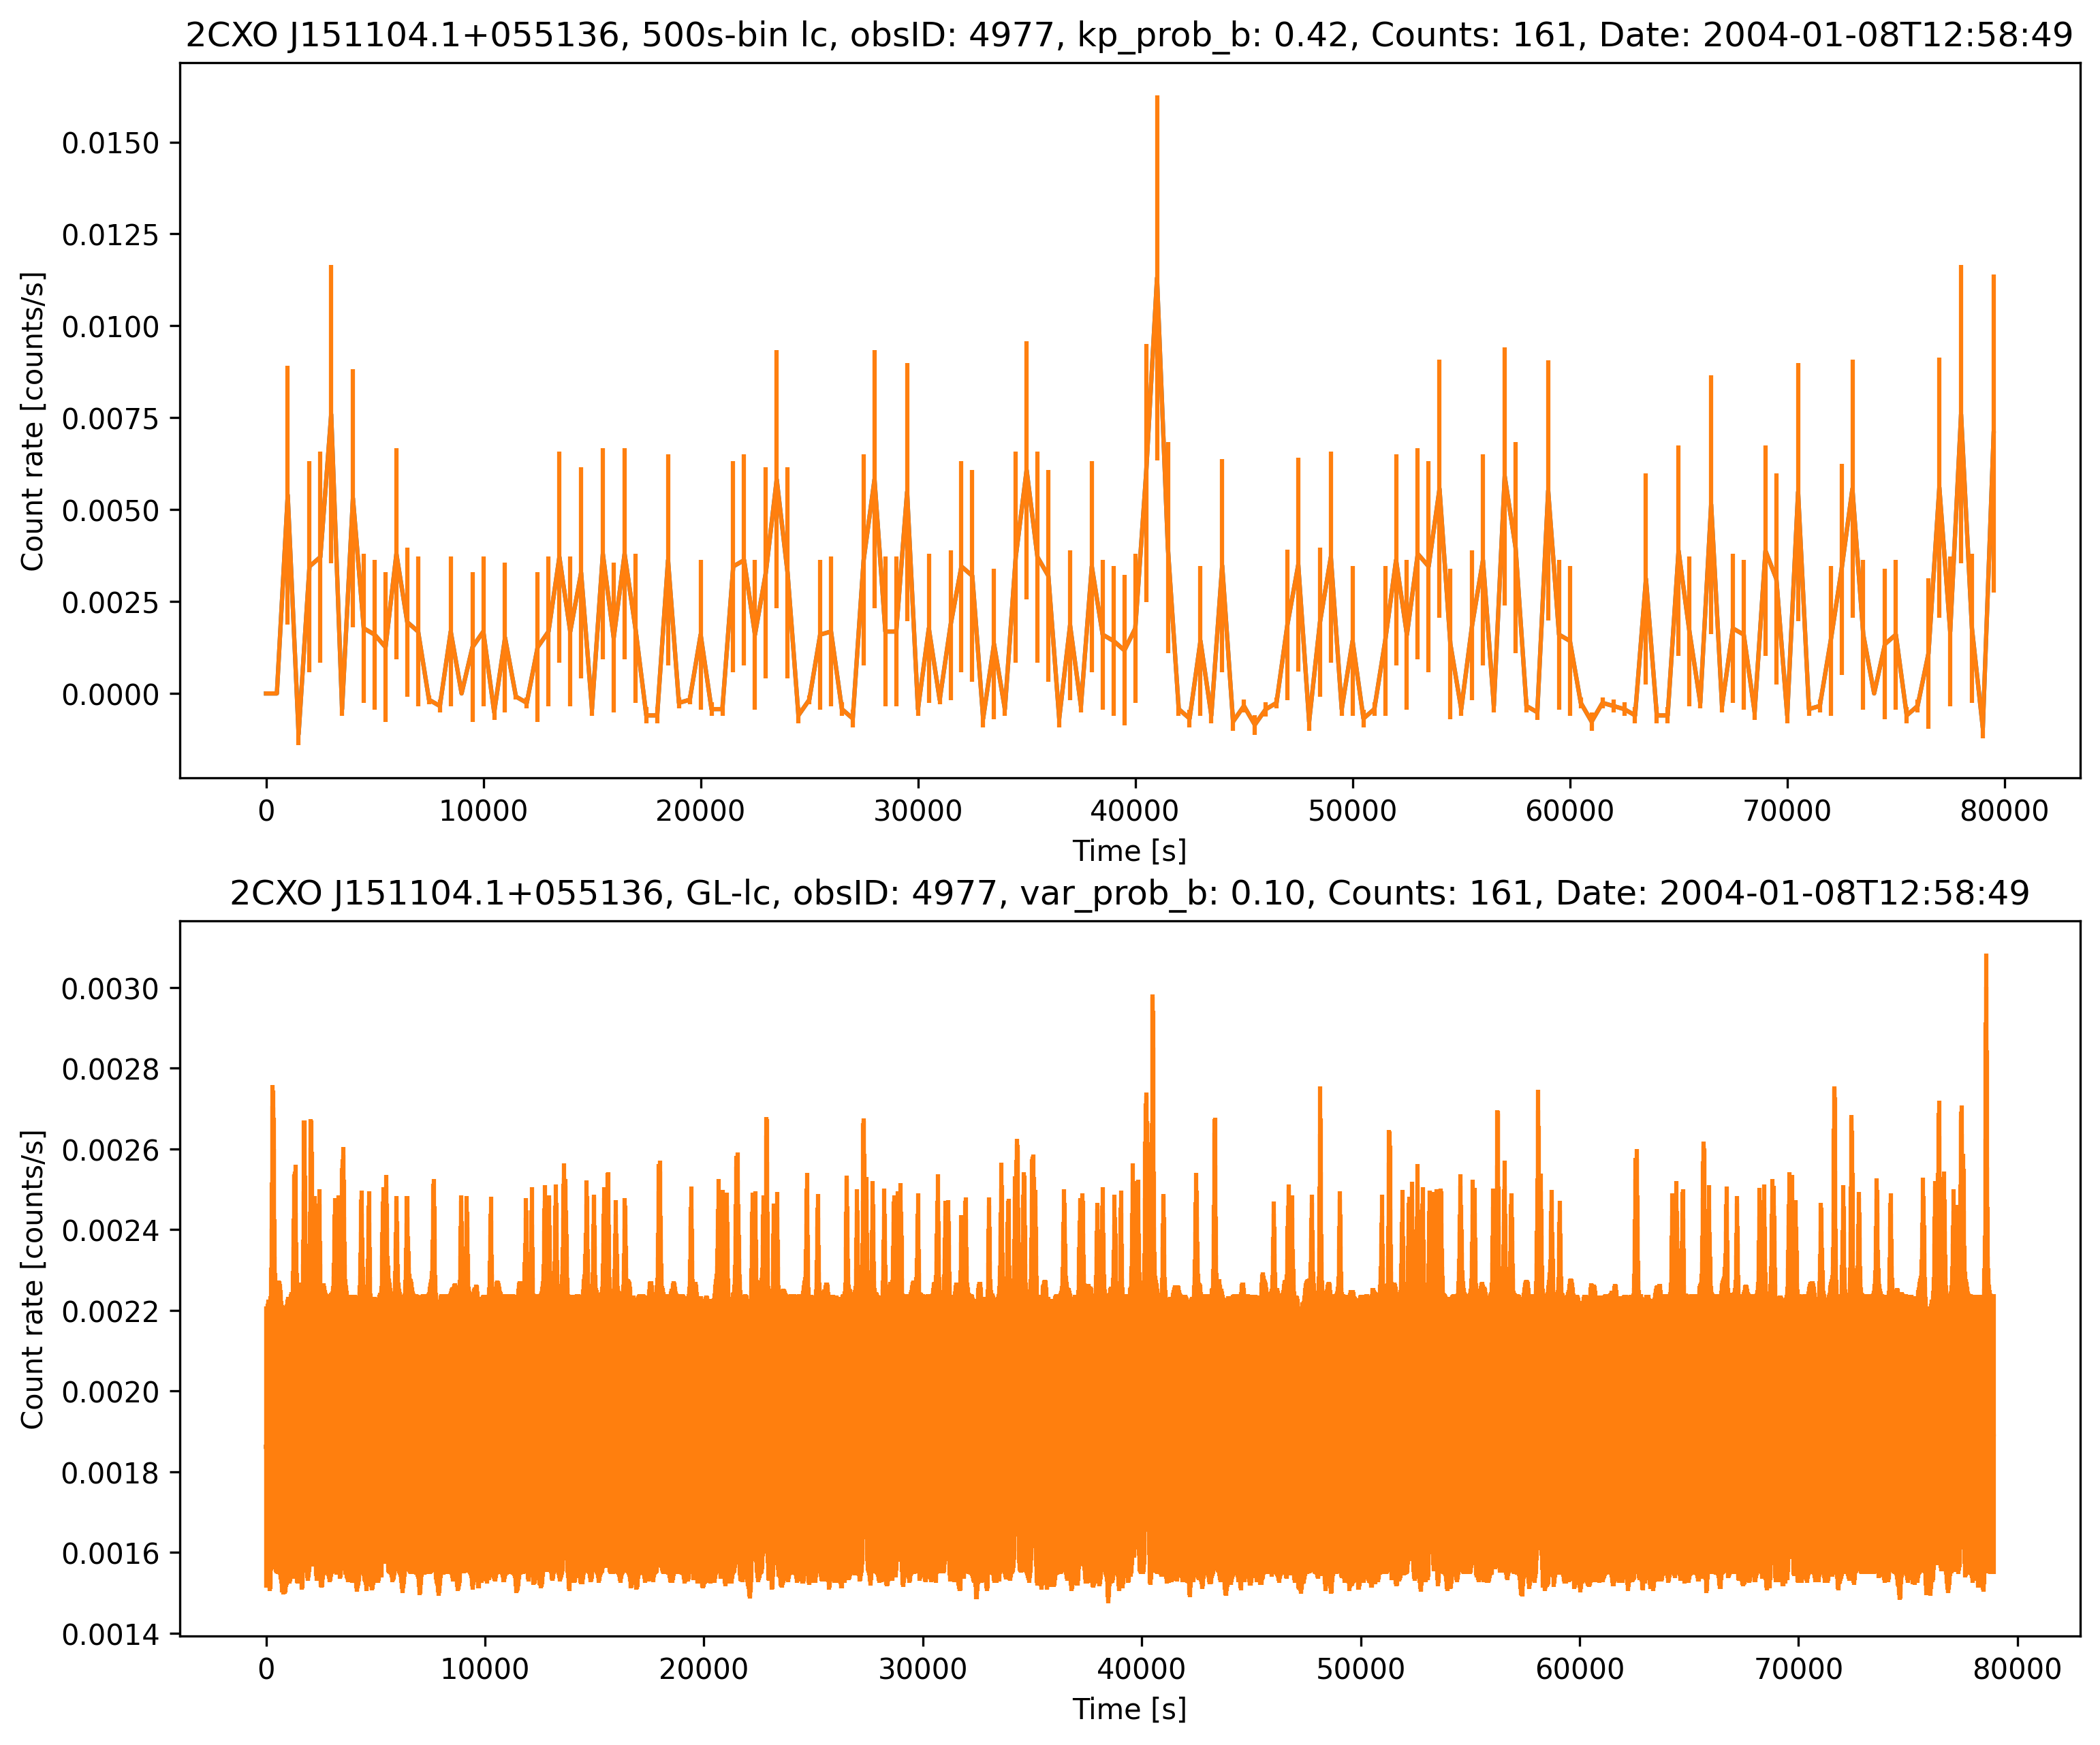 2CXO J151104.1+055136, 500s-bin lc, obsID: 4977, kp_prob_b: 0.42, Counts: 161, Date: 2004-01-08T12:58:49
Count rate [counts/s]
0.0150
0.0125
0.0100
0.0075
0.0050
0.0025
0.0000
0 10000 20000 30000 40000 50000 60000 70000 80000
Time [s]
2CXO J151104.1+055136, GL-lc, obsID: 4977, var_prob_b: 0.10, Counts: 161, Date: 2004-01-08T12:58:49
Count rate [counts/s]
0.0030
0.0028
0.0026
0.0024
0.0022
0.0020
0.0018
0.0016
0.0014
0 10000 20000 30000 40000 50000 60000 70000 80000
Time [s]